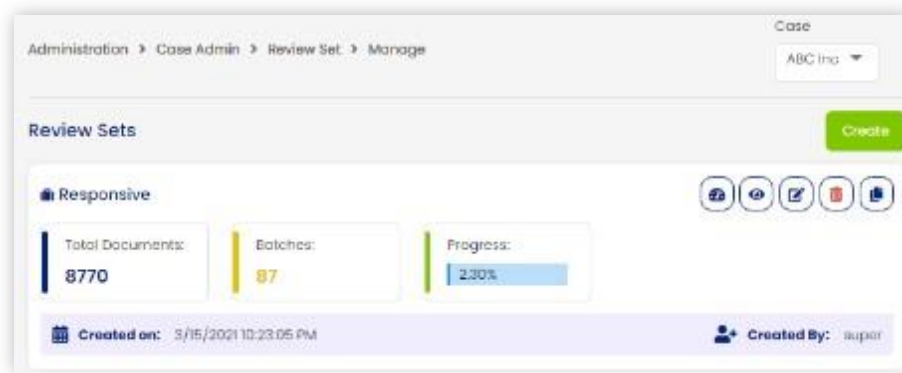 Case
Administration > Case Admin > Review Set > Manage
ABC Inc
Review Sets
Create
Responsive
Total Documents: Batches: Progress:
8770 87 2.30%
Created on: 3/15/2021 10:23:05 PM Created By: super